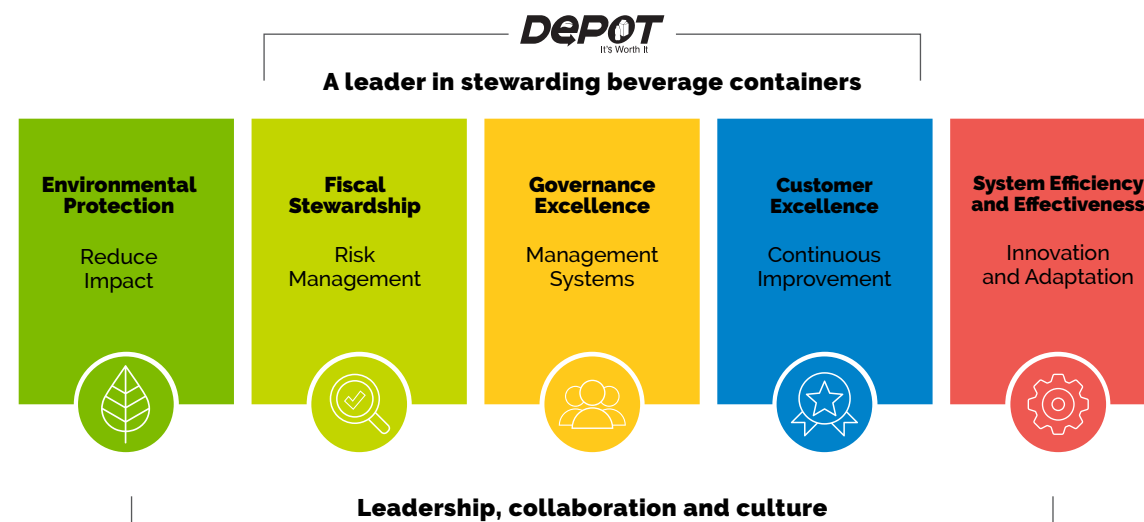 DePOT
It's Worth It
A leader in stewarding beverage containers
Environmental
Protection
Reduce
Impact
Fiscal
Stewardship
Risk
Management
Governance
Excellence
Management
Systems
Customer
Excellence
Continuous
Improvement
System Efficiency
and Effectiveness
Innovation
and Adaptation
Leadership, collaboration and culture